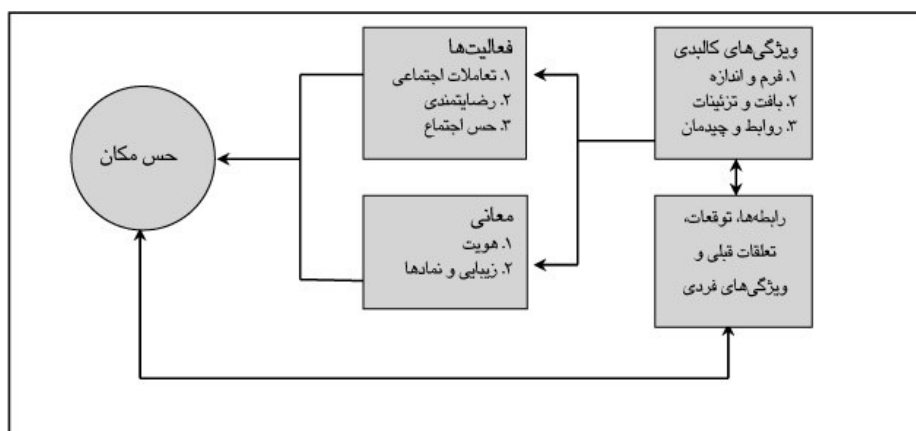 ویژگی‌های کالبدی
۱. فرم و اندازه
۲. بافت و تزئینات
۳. روابط و چیدمان
رابطه‌ها، توقعات،
تعلقات قبلی و
ویژگی‌های فردی
فعالیت‌ها
۱. تعاملات اجتماعی
۲. رضایتمندی
۳. حس اجتماع
معانی
۱. هویت
۲. زیبایی و نمادها
حس مکان